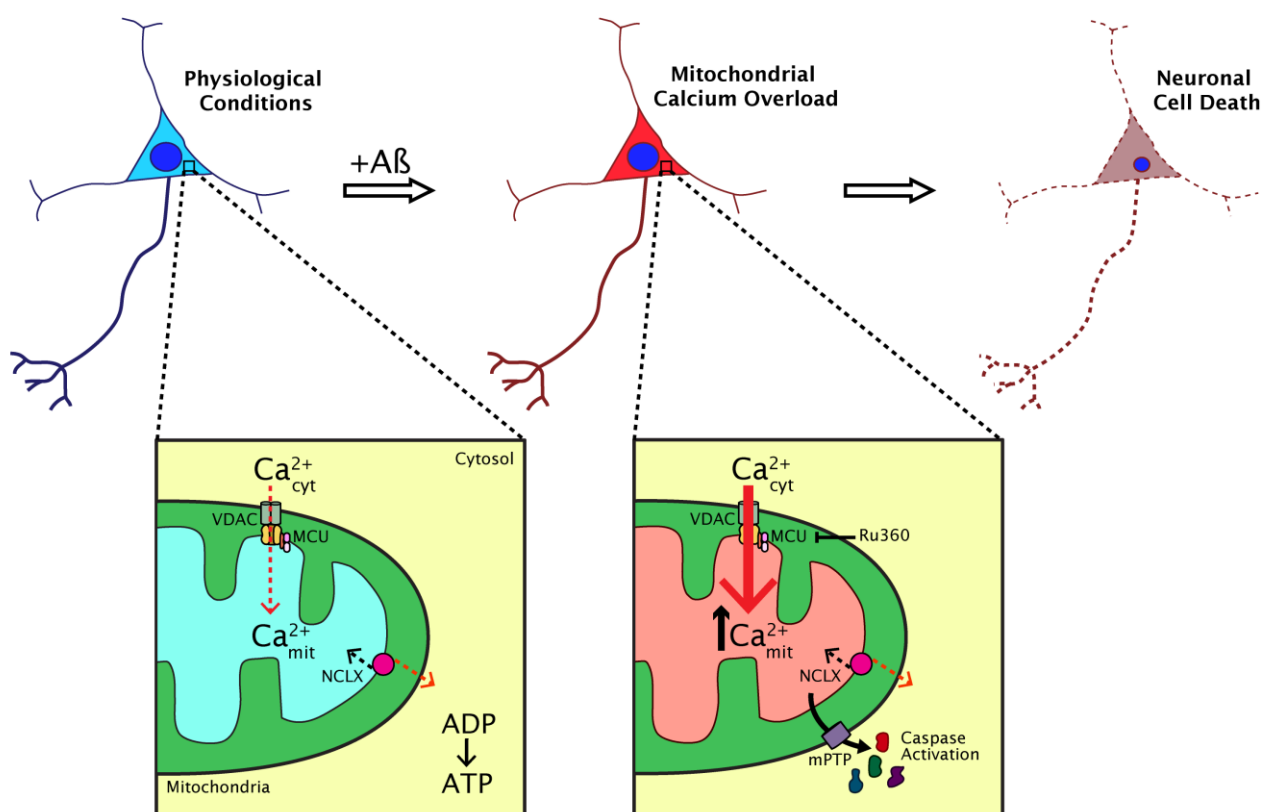 Physiological
Conditions
+Aß
Mitochondrial
Calcium Overload
Neuronal
Cell Death
Cytosol
Ca2+
cyt
VDAC
MCU
Ca2+
mit
NCLX
ADP
ATP
Mitochondria
Ca2+
cyt
VDAC
MCU
Ru360
Ca2+
mit
NCLX
mPTP
Caspase
Activation